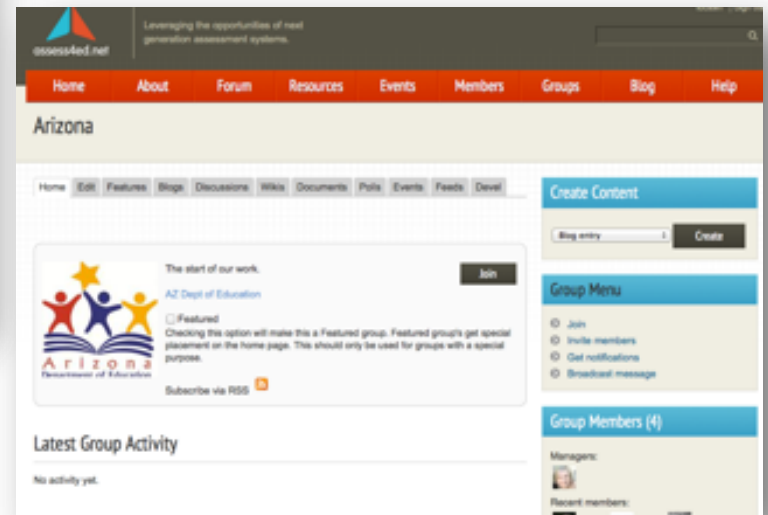 assess4ed.net
Leveraging the opportunities of next
generation assessment systems.
Home About Forum Resources Events Members Groups Blog Help
Arizona
Home Edit Features Blogs Discussions Wikis Documents Polls Events Feeds Devel
The start of our work.
Join
AZ Dept of Education
Featured
Checking this option will make this a Featured group. Featured groups get special
placement on the home page. This should only be used for groups with a special
purpose.
Subscribe via RSS
Arizona
Department of Education
Latest Group Activity
No activity yet.
Create Content
Blog entry
Create
Group Menu
Join
Invite members
Get notifications
Broadcast message
Group Members (4)
Managers:
Recent members: